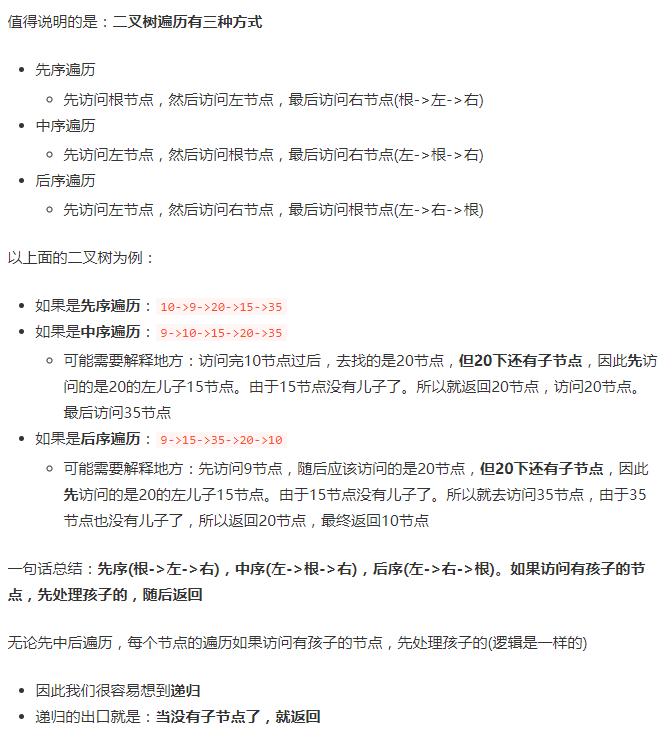 值得说明的是：二叉树遍历有三种方式
先序遍历
先访问根节点，然后访问左节点，最后访问右节点(根->左->右)
中序遍历
先访问左节点，然后访问根节点，最后访问右节点(左->根->右)
后序遍历
先访问左节点，然后访问右节点，最后访问根节点(左->右->根)
以上面的二叉树为例：
如果是先序遍历：10->9->20->15->35
如果是中序遍历：9->10->15->20->35
可能需要解释地方：访问完10节点过后，去找的是20节点，但20下还有子节点，因此先访
问的是20的左儿子15节点。由于15节点没有儿子了。所以就返回20节点，访问20节点。
最后访问35节点
如果是后序遍历：9->15->35->20->10
可能需要解释地方：先访问9节点，随后应该访问的是20节点，但20下还有子节点，因此
先访问的是20的左儿子15节点。由于15节点没有儿子了。所以就去访问35节点，由于35
节点也没有儿子了，所以返回20节点，最终返回10节点
一句话总结：先序(根->左->右)，中序(左->根->右)，后序(左->右->根)。如果访问有孩子的节
点，先处理孩子的，随后返回
无论先中后遍历，每个节点的遍历如果访问有孩子的节点，先处理孩子的(逻辑是一样的)
因此我们很容易想到递归
递归的出口就是：当没有子节点了，就返回